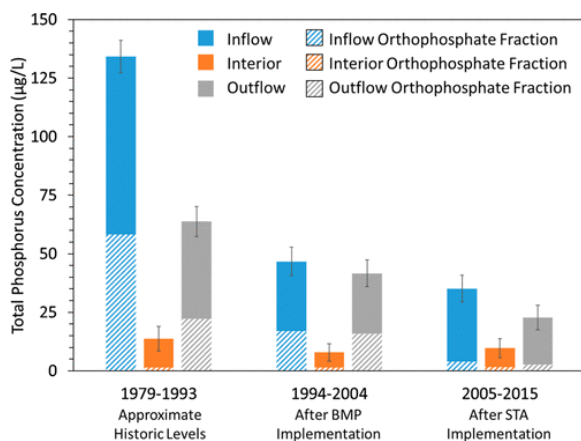 Total Phosphorus Concentration (µg/L)
150
125
100
75
50
25
0
Inflow
Inflow Orthophosphate Fraction
Interior
Interior Orthophosphate Fraction
Outflow
Outflow Orthophosphate Fraction
1979-1993
Approximate
Historic Levels
1994-2004
After BMP
Implementation
2005-2015
After STA
Implementation